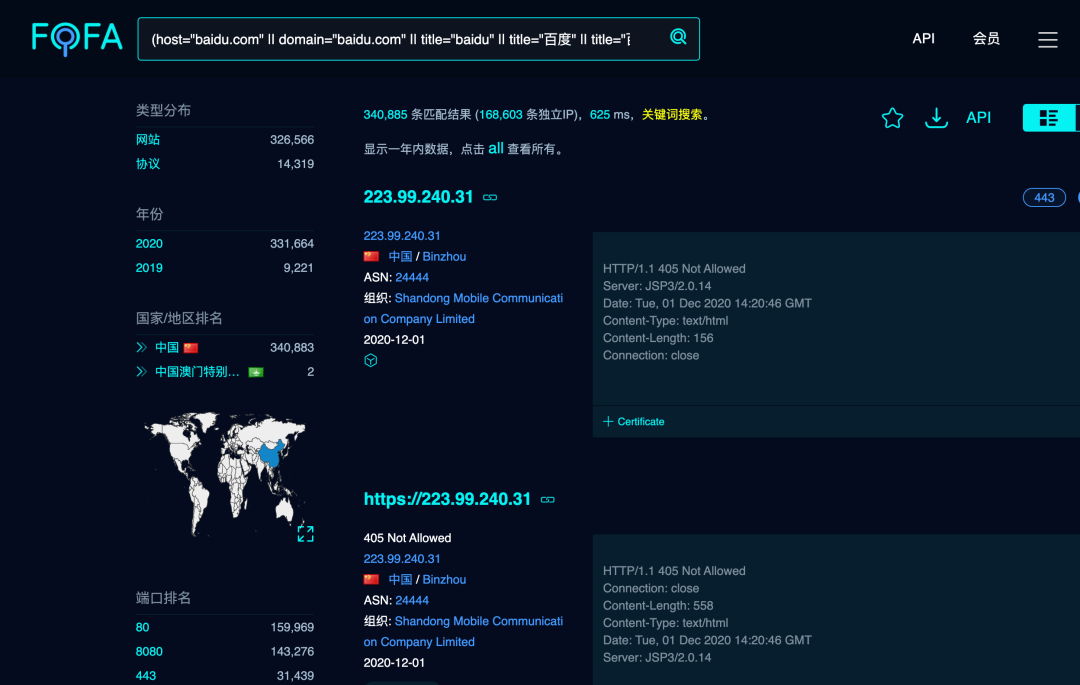 FOFA
(host="baidu.com" || domain="baidu.com" || title="baidu" || title="百度" || title="
API
会员
类型分布
网站 326,566
协议 14,319
年份
2020 331,664
2019 9,221
国家/地区排名
中国 340,883
中国澳门特别... 2
端口排名
80 159,969
8080 143,276
443 31,439
340,885 条匹配结果 (168,603 条独立IP)，625 ms，关键词搜索。
显示一年内数据，点击 all 查看所有。
API
223.99.240.31
443
223.99.240.31
中国 / Binzhou
ASN: 24444
组织: Shandong Mobile Communicati
on Company Limited
2020-12-01
HTTP/1.1 405 Not Allowed
Server: JSP3/2.0.14
Date: Tue, 01 Dec 2020 14:20:46 GMT
Content-Type: text/html
Content-Length: 156
Connection: close
Certificate
https://223.99.240.31
405 Not Allowed
223.99.240.31
中国 / Binzhou
ASN: 24444
组织: Shandong Mobile Communicati
on Company Limited
2020-12-01
HTTP/1.1 405 Not Allowed
Connection: close
Content-Length: 558
Content-Type: text/html
Date: Tue, 01 Dec 2020 14:20:46 GMT
Server: JSP3/2.0.14